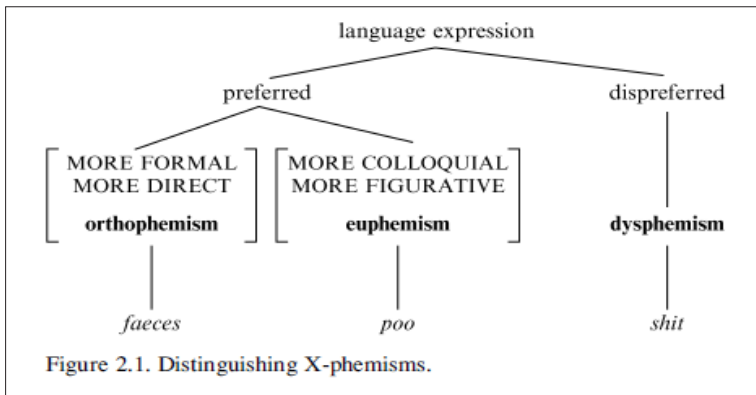 language expression
preferred dispreferred
MORE FORMAL MORE COLLOQUIAL
MORE DIRECT MORE FIGURATIVE
orthophemism euphemism dysphemism
faeces poo shit
Figure 2.1. Distinguishing X-phemisms.